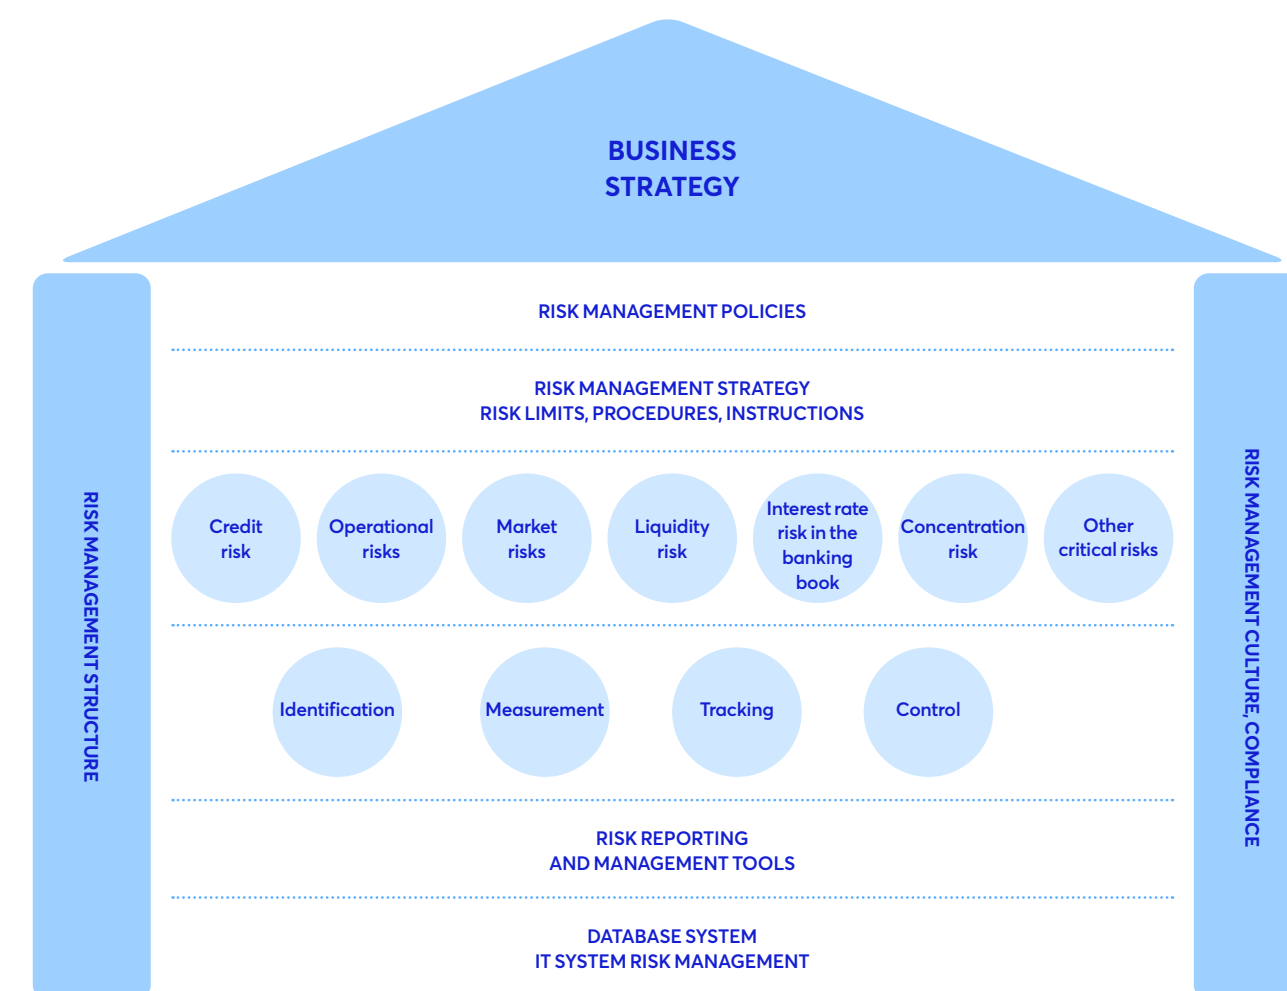 BUSINESS
STRATEGY
RISK MANAGEMENT POLICIES
RISK MANAGEMENT STRATEGY
RISK LIMITS, PROCEDURES, INSTRUCTIONS
RISK MANAGEMENT STRUCTURE
Credit
risk
Operational
risks
Market
risks
Liquidity
risk
Interest rate
risk in the
banking
book
Concentration
risk
Other
critical risks
RISK MANAGEMENT CULTURE, COMPLIANCE
Identification
Measurement
Tracking
Control
RISK REPORTING
AND MANAGEMENT TOOLS
DATABASE SYSTEM
IT SYSTEM RISK MANAGEMENT